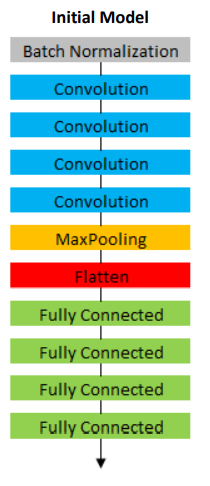 Initial Model
Batch Normalization
Convolution
Convolution
Convolution
Convolution
MaxPooling
Flatten
Fully Connected
Fully Connected
Fully Connected
Fully Connected